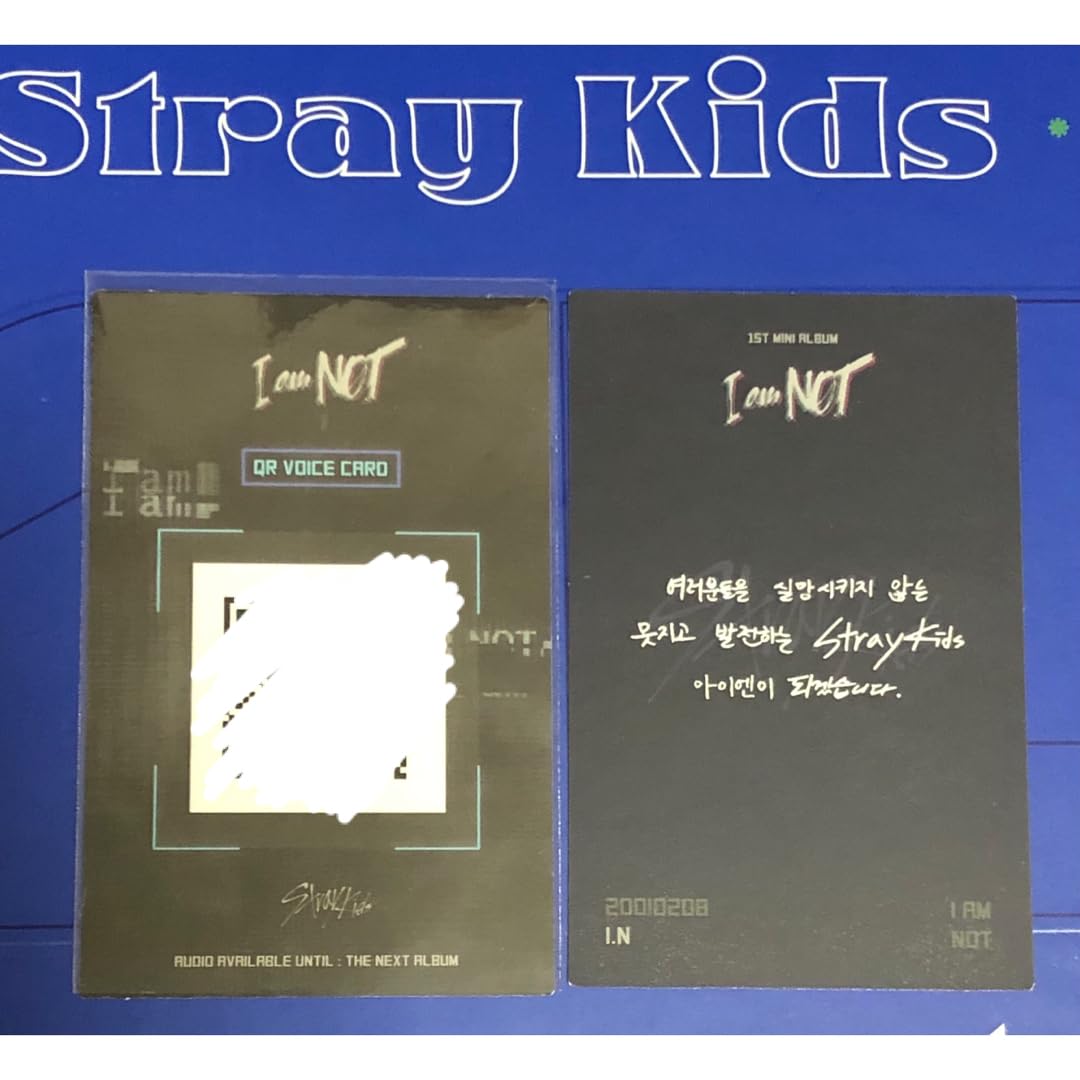 Stray Kids
I am NOT
QR VOICE CARD
I am
I am
NOT
Stray Kids
AUDIO AVAILABLE UNTIL : THE NEXT ALBUM
1ST MINI ALBUM
I am NOT
여러분들을 실망시키지 않는
멋지고 발전하는 Stray Kids
아이엔이 되겠습니다.
20010208
I.N
I AM
NOT